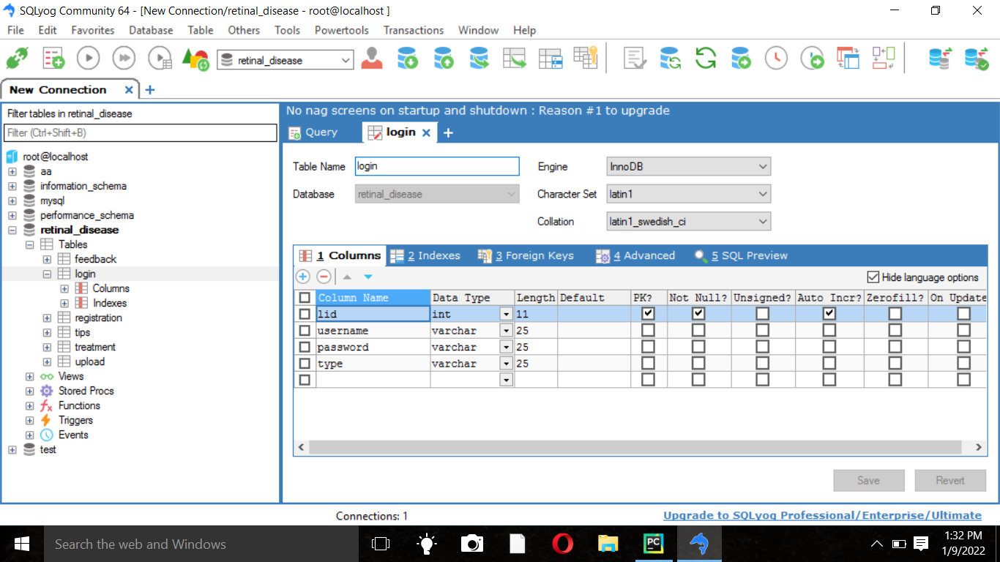 SQLyog Community 64 - [New Connection/retinal_disease - root@localhost ]
File Edit Favorites Database Table Others Tools Powertools Transactions Window Help
retinal_disease
New Connection
Filter tables in retinal_disease
Filter (Ctrl+Shift+B)
root@localhost
aa
information_schema
mysql
performance_schema
retinal_disease
Tables
feedback
login
Columns
Indexes
registration
tips
treatment
upload
Views
Stored Procs
Functions
Triggers
Events
test
No nag screens on startup and shutdown : Reason #1 to upgrade
Query login
Table Name login Engine InnoDB
Database retinal_disease Character Set latin1
Collation latin1_swedish_ci
1 Columns 2 Indexes 3 Foreign Keys 4 Advanced 5 SQL Preview
Hide language options
Column Name Data Type Length Default PK? Not Null? Unsigned? Auto Incr? Zerofill? On Update
lid int 11
username varchar 25
password varchar 25
type varchar 25
Save Revert
Connections: 1 Upgrade to SQLyog Professional/Enterprise/Ultimate
Search the web and Windows
PC
1:32 PM
1/9/2022